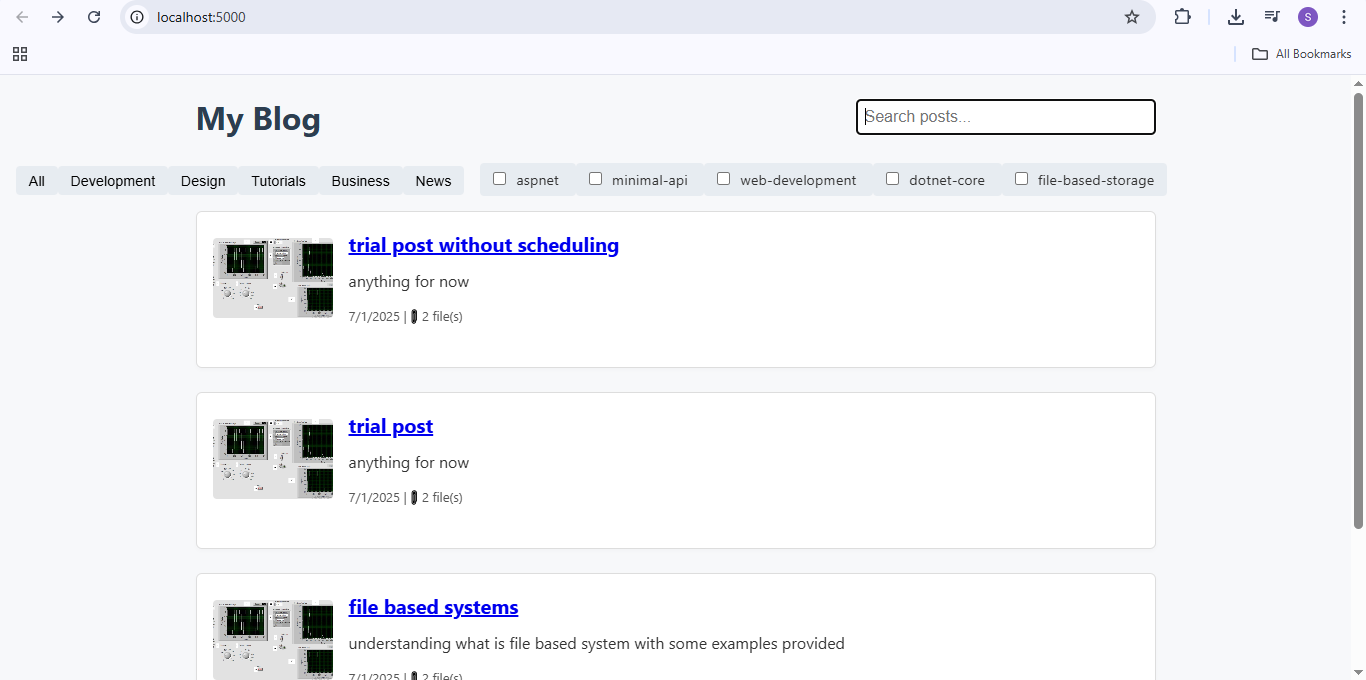 localhost:5000
S
All Bookmarks
My Blog
Search posts...
All Development Design Tutorials Business News aspnet minimal-api web-development dotnet-core file-based-storage
trial post without scheduling
anything for now
7/1/2025 | 2 file(s)
trial post
anything for now
7/1/2025 | 2 file(s)
file based systems
understanding what is file based system with some examples provided
7/1/2025 | 2 file(s)